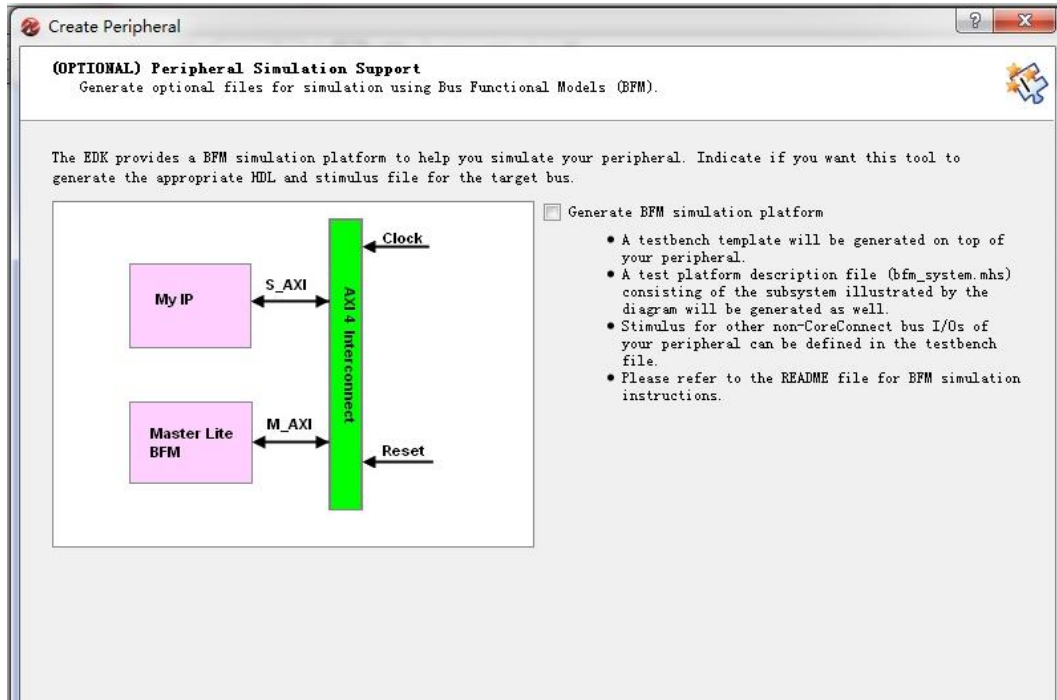 Create Peripheral
(OPTIONAL) Peripheral Simulation Support
Generate optional files for simulation using Bus Functional Models (BFM).
The EDK provides a BFM simulation platform to help you simulate your peripheral. Indicate if you want this tool to
generate the appropriate HDL and stimulus file for the target bus.
Clock
My IP
S_AXI
AXI 4 Interconnect
Master Lite
BFM
M_AXI
Reset
Generate BFM simulation platform
• A testbench template will be generated on top of
your peripheral.
• A test platform description file (bfm_system.mhs)
consisting of the subsystem illustrated by the
diagram will be generated as well.
• Stimulus for other non-CoreConnect bus I/Os of
your peripheral can be defined in the testbench
file.
• Please refer to the README file for BFM simulation
instructions.